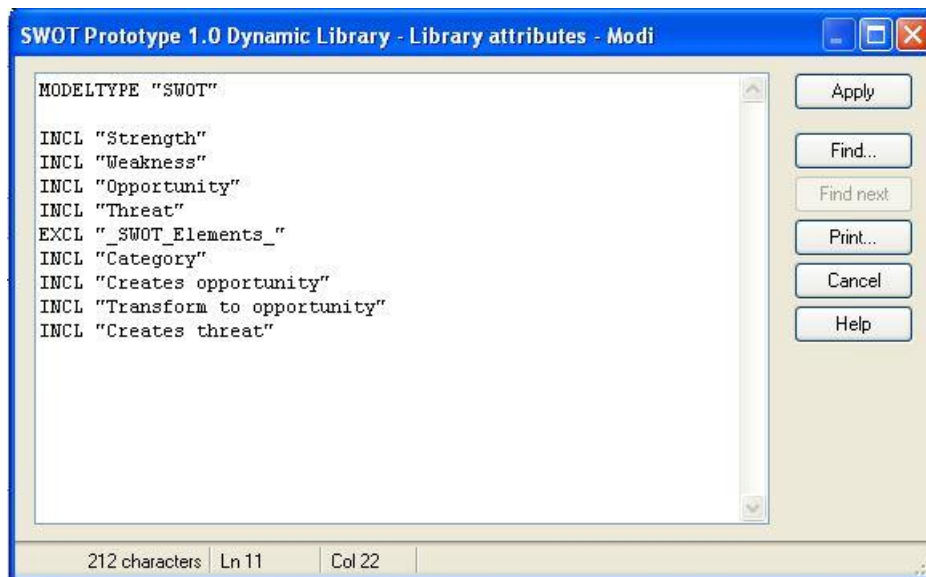 SWOT Prototype 1.0 Dynamic Library - Library attributes - Modi
MODELTYPE "SWOT"
INCL "Strength"
INCL "Weakness"
INCL "Opportunity"
INCL "Threat"
EXCL "_SWOT_Elements_"
INCL "Category"
INCL "Creates opportunity"
INCL "Transform to opportunity"
INCL "Creates threat"
Apply
Find...
Find next
Print...
Cancel
Help
212 characters Ln 11 Col 22